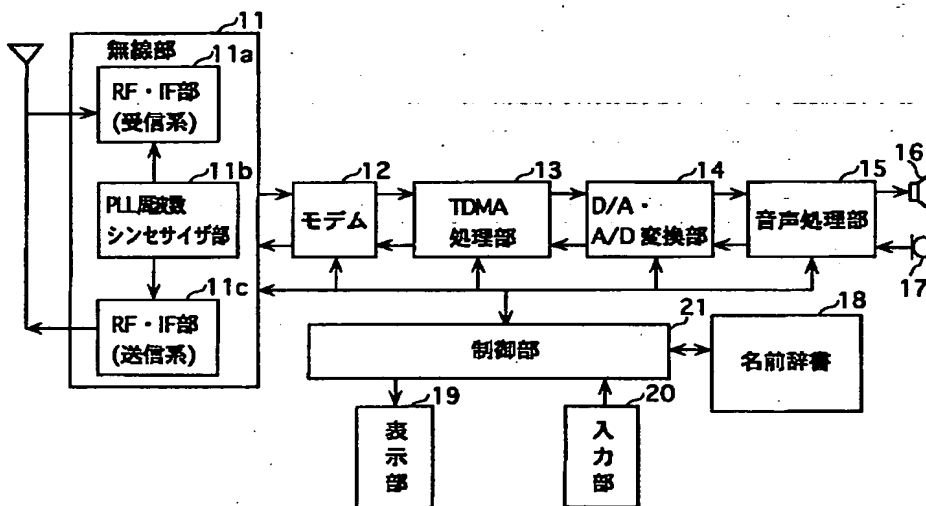 11
無線部
11a
RF・IF部
(受信系)
11b
PLL周波数
シンセサイザ部
11c
RF・IF部
(送信系)
12
モデム
13
TDMA
処理部
14
D/A・
A/D変換部
15
音声処理部
16
17
21
制御部
18
名前辞書
19
表示部
20
入力部